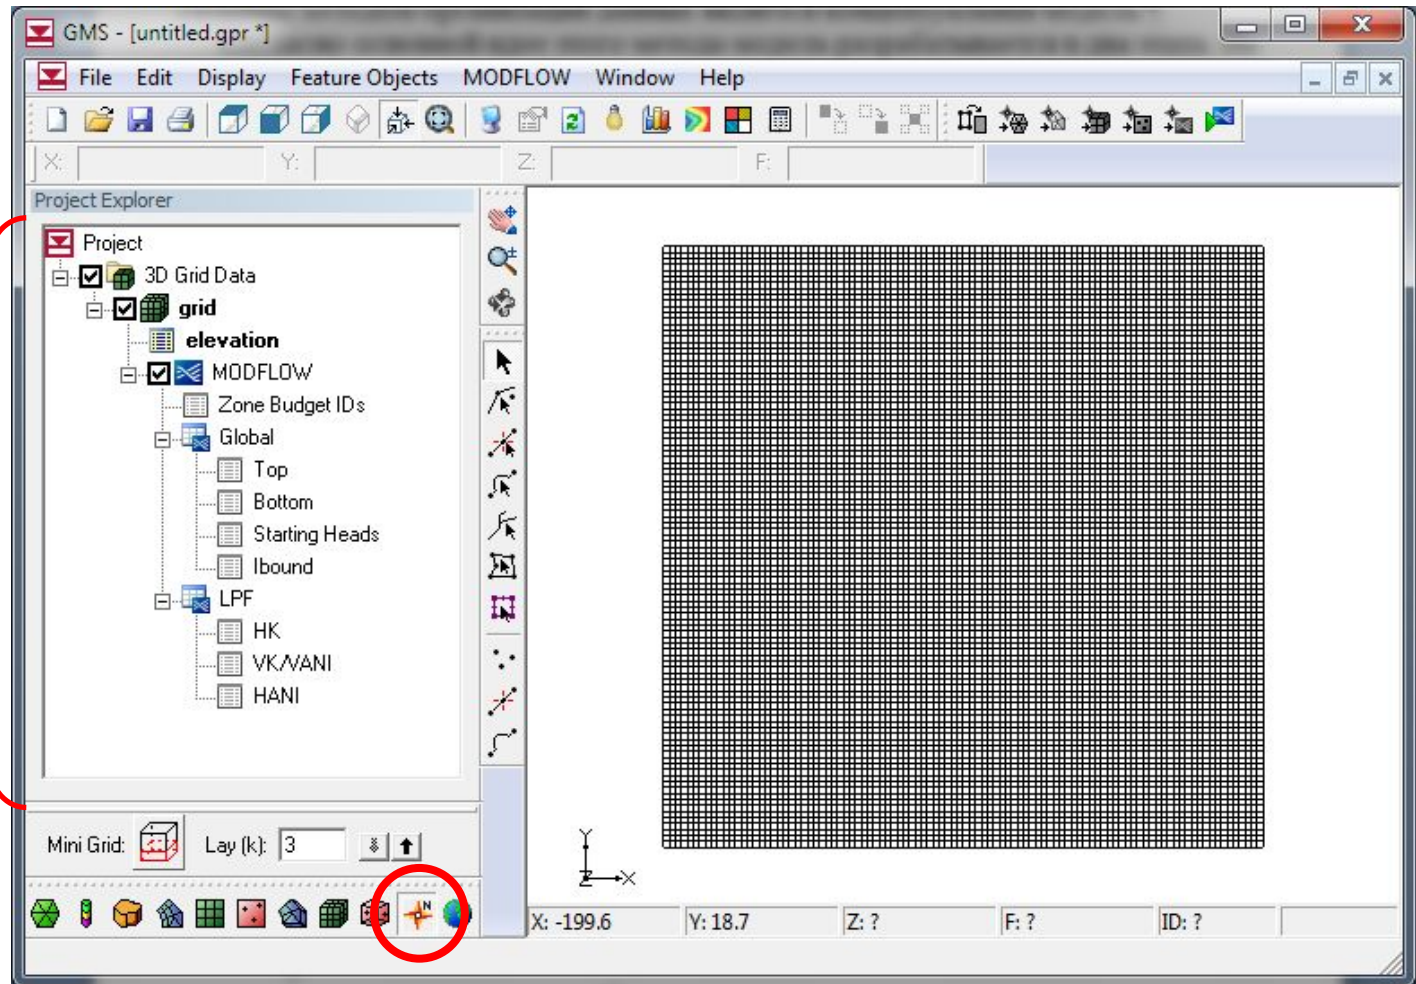 GMS - [untitled.gpr *]
File Edit Display Feature Objects MODFLOW Window Help
X: Y: Z: F:
Project Explorer
Project
3D Grid Data
grid
elevation
MODFLOW
Zone Budget IDs
Global
Top
Bottom
Starting Heads
Ibound
LPF
HK
VK/VANI
HANI
Mini Grid: Lay (k): 3
Y
Z X
N
X: -199.6 Y: 18.7 Z: ? F: ? ID: ?